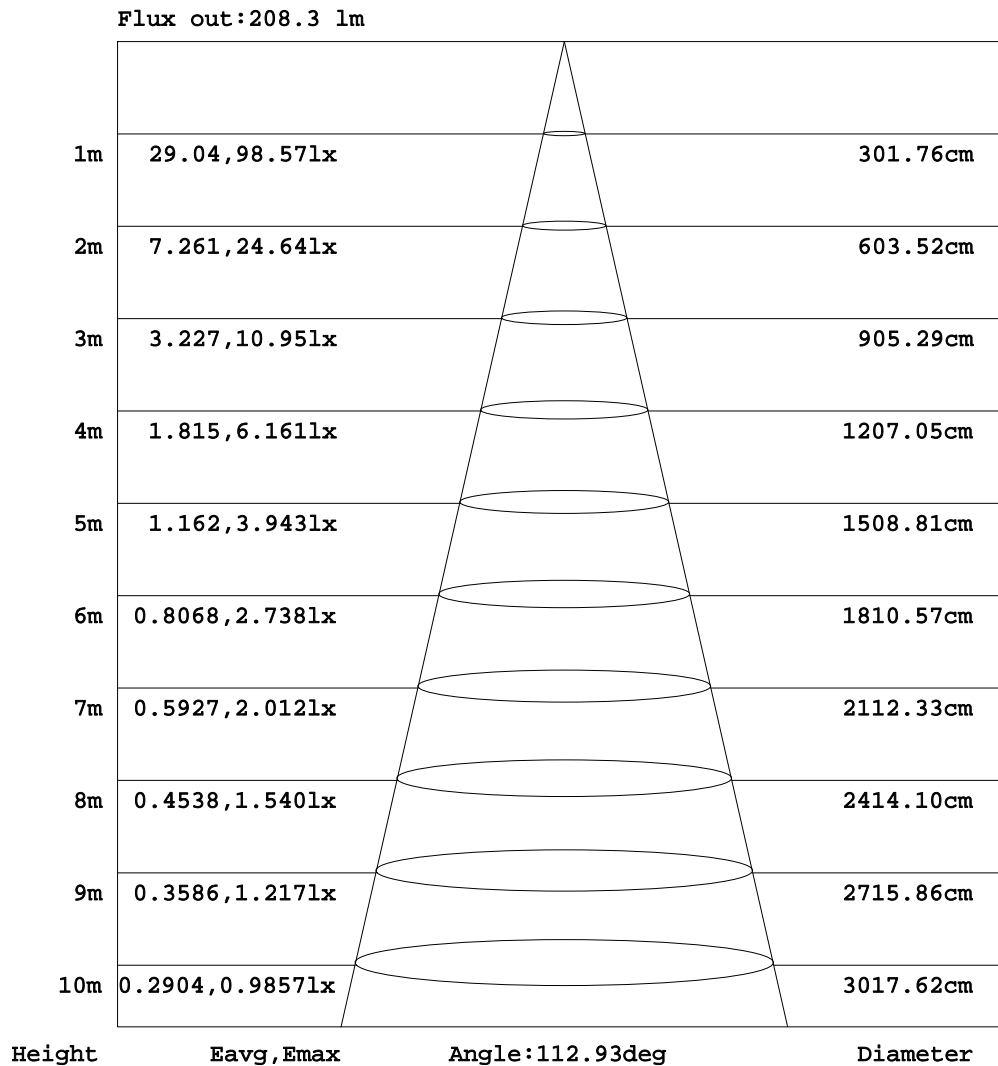 Flux out:208.3 lm
1m 29.04,98.57lx 301.76cm
2m 7.261,24.64lx 603.52cm
3m 3.227,10.95lx 905.29cm
4m 1.815,6.161lx 1207.05cm
5m 1.162,3.943lx 1508.81cm
6m 0.8068,2.738lx 1810.57cm
7m 0.5927,2.012lx 2112.33cm
8m 0.4538,1.540lx 2414.10cm
9m 0.3586,1.217lx 2715.86cm
10m 0.2904,0.9857lx 3017.62cm
Height Eavg,Emax Angle:112.93deg Diameter